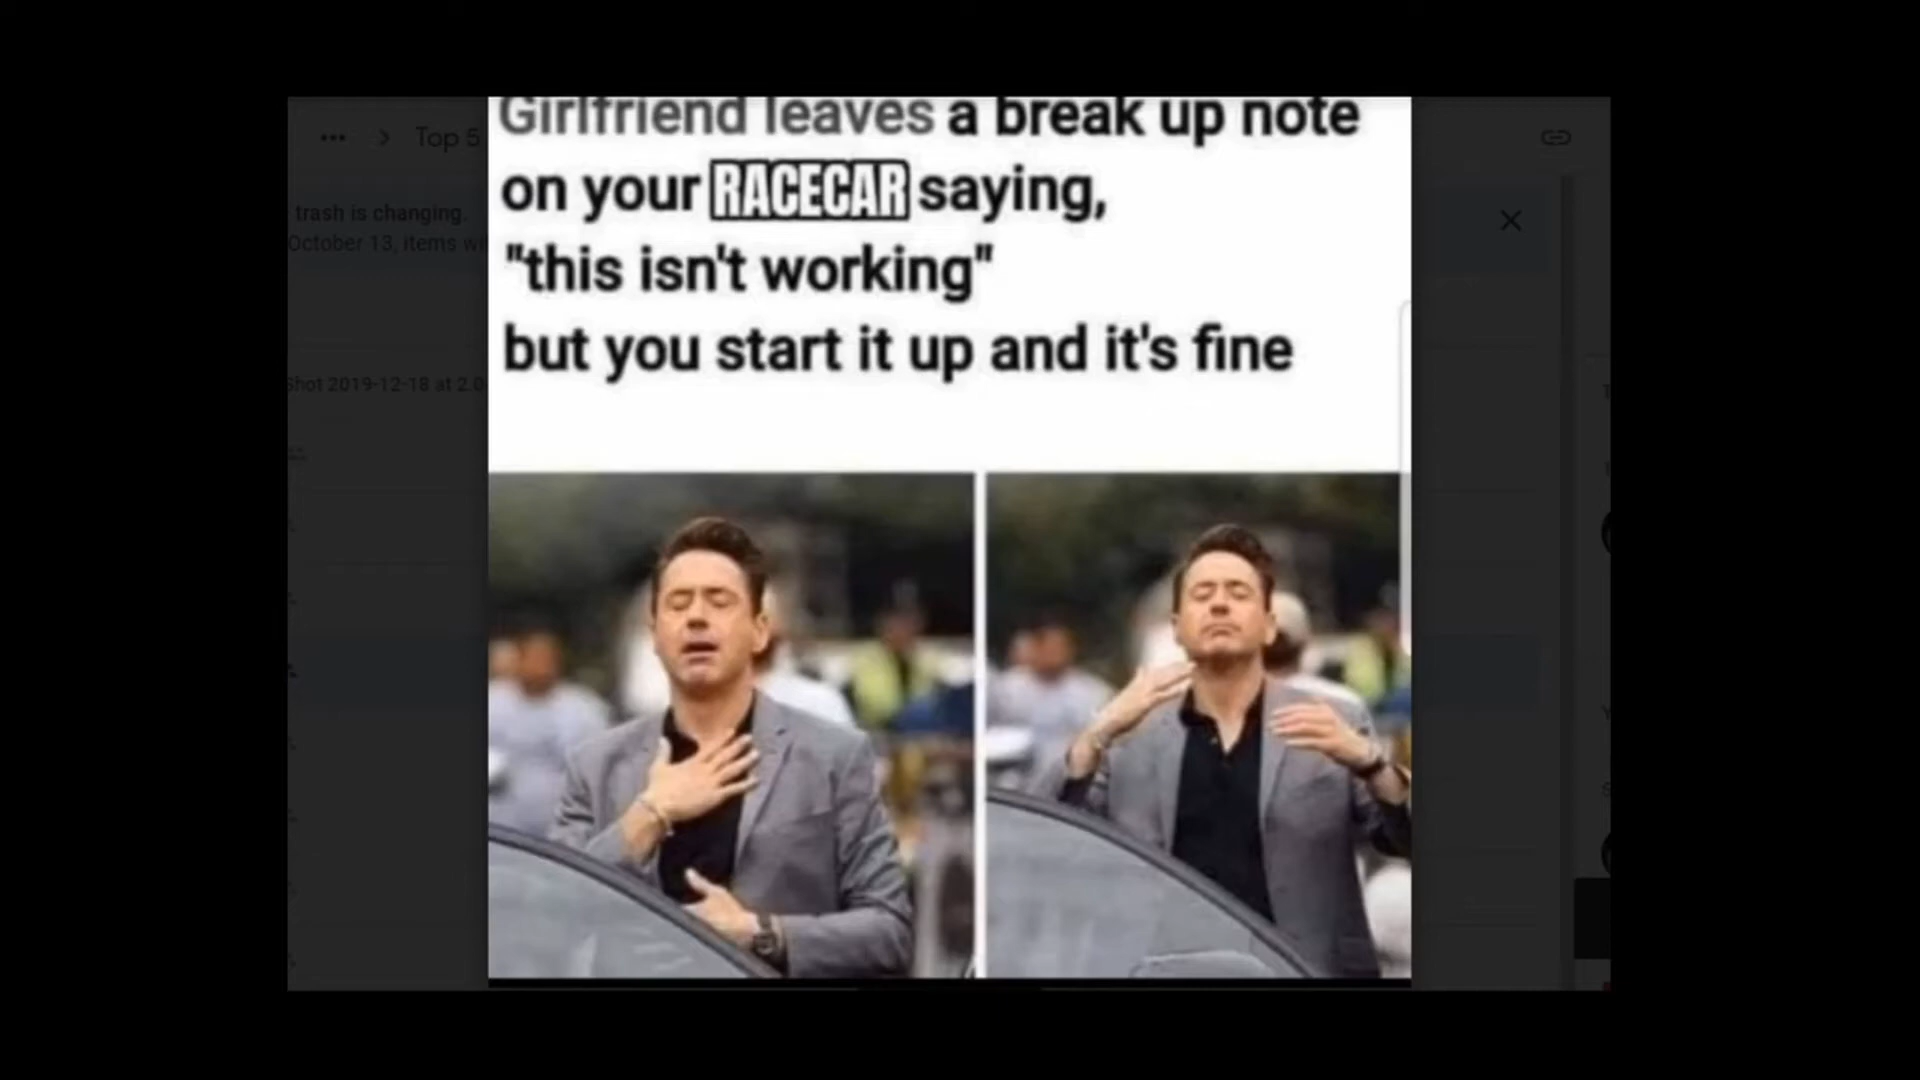 Girlfriend leaves a break up note
on your RACECAR saying,
"this isn't working"
but you start it up and it's fine
Top 5
trash is changing.
October 13, items
Shot 2019-12-18 at 2.0